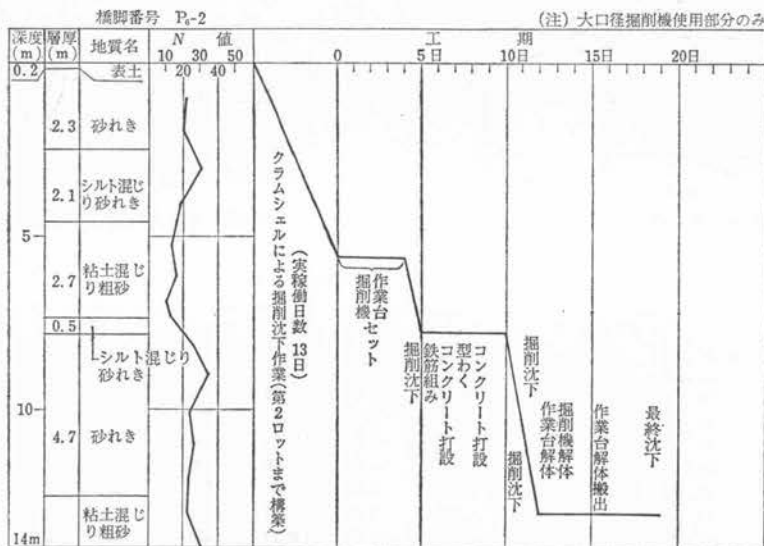 橋脚番号 P₆-2
(注) 大口径掘削機使用部分のみ
深度(m)
層厚(m)
地質名
N 値
10 30 50
20 40
工期
0 5日 10日 15日 20日
0.2
表土
2.3 砂れき
2.1 シルト混じり砂れき
5
2.7 粘土混じり粗砂
0.5
シルト混じり砂れき
10
4.7 砂れき
粘土混じり粗砂
14m
クラムシェルによる掘削沈下作業(第2ロットまで構築)
(実稼働日数 13日)
作業台
掘削機
セット
掘削沈下
鉄筋組み
コンクリート打設
型わく
コンクリート打設
掘削沈下
掘削沈下
作業台解体
掘削機解体
作業台解体搬出
最終沈下